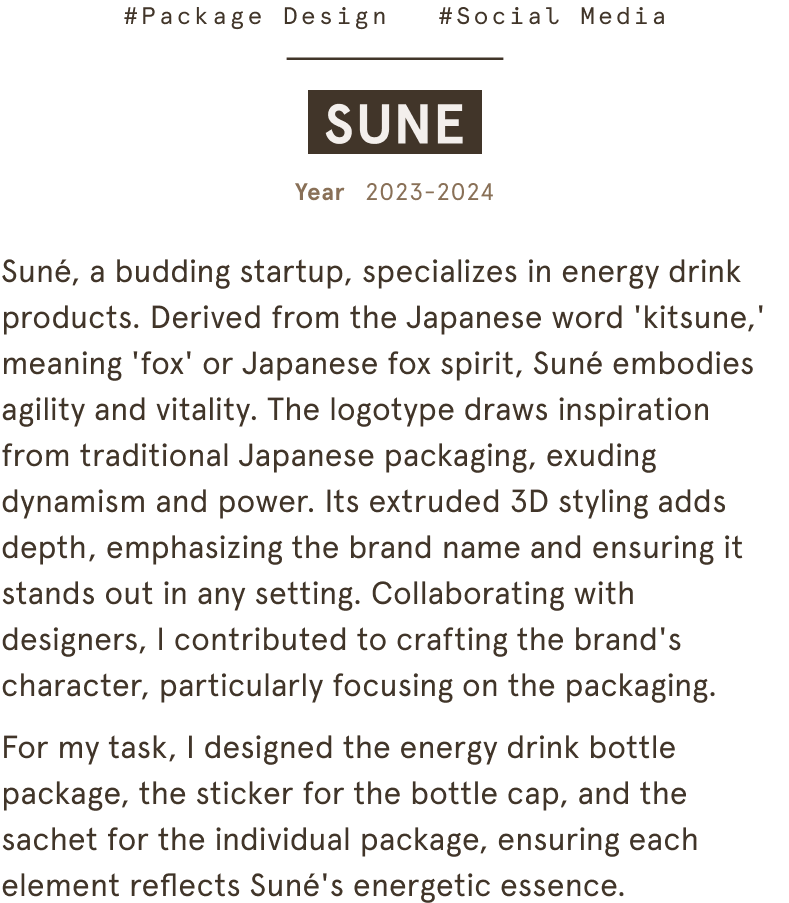 #Package Design #Social Media
SUNE
Year 2023-2024
Suné, a budding startup, specializes in energy drink
products. Derived from the Japanese word 'kitsune,'
meaning 'fox' or Japanese fox spirit, Suné embodies
agility and vitality. The logotype draws inspiration
from traditional Japanese packaging, exuding
dynamism and power. Its extruded 3D styling adds
depth, emphasizing the brand name and ensuring it
stands out in any setting. Collaborating with
designers, I contributed to crafting the brand's
character, particularly focusing on the packaging.
For my task, I designed the energy drink bottle
package, the sticker for the bottle cap, and the
sachet for the individual package, ensuring each
element reflects Suné's energetic essence.